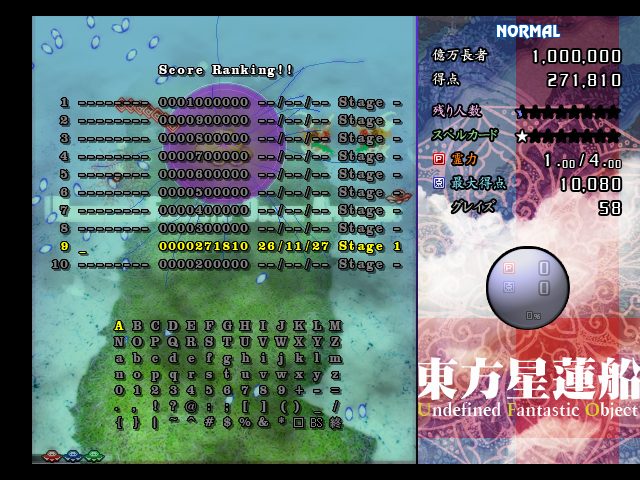 NORMAL
億万長者 1,000,000
得点 271,810
残り人数
スペルカード
P 霊力 1.00/4.00
点 最大得点 10,080
グレイズ 58
P 0
点 0
0%
東方星蓮船
Undefined Fantastic Object
Score Ranking!!
1 -------- 0001000000 --/--/-- Stage -
2 -------- 0000900000 --/--/-- Stage -
3 -------- 0000800000 --/--/-- Stage -
4 -------- 0000700000 --/--/-- Stage -
5 -------- 0000600000 --/--/-- Stage -
6 -------- 0000500000 --/--/-- Stage -
7 -------- 0000400000 --/--/-- Stage -
8 -------- 0000300000 --/--/-- Stage -
9 _ 0000271810 26/11/27 Stage 1
10 -------- 0000200000 --/--/-- Stage -
A B C D E F G H I J K L M
N O P Q R S T U V W X Y Z
a b c d e f g h i j k l m
n o p q r s t u v w x y z
0 1 2 3 4 5 6 7 8 9 + - =
. , ! ? @ : ; [ ] ( ) _ /
{ } | ~ ^ # $ % & * □ BS 終